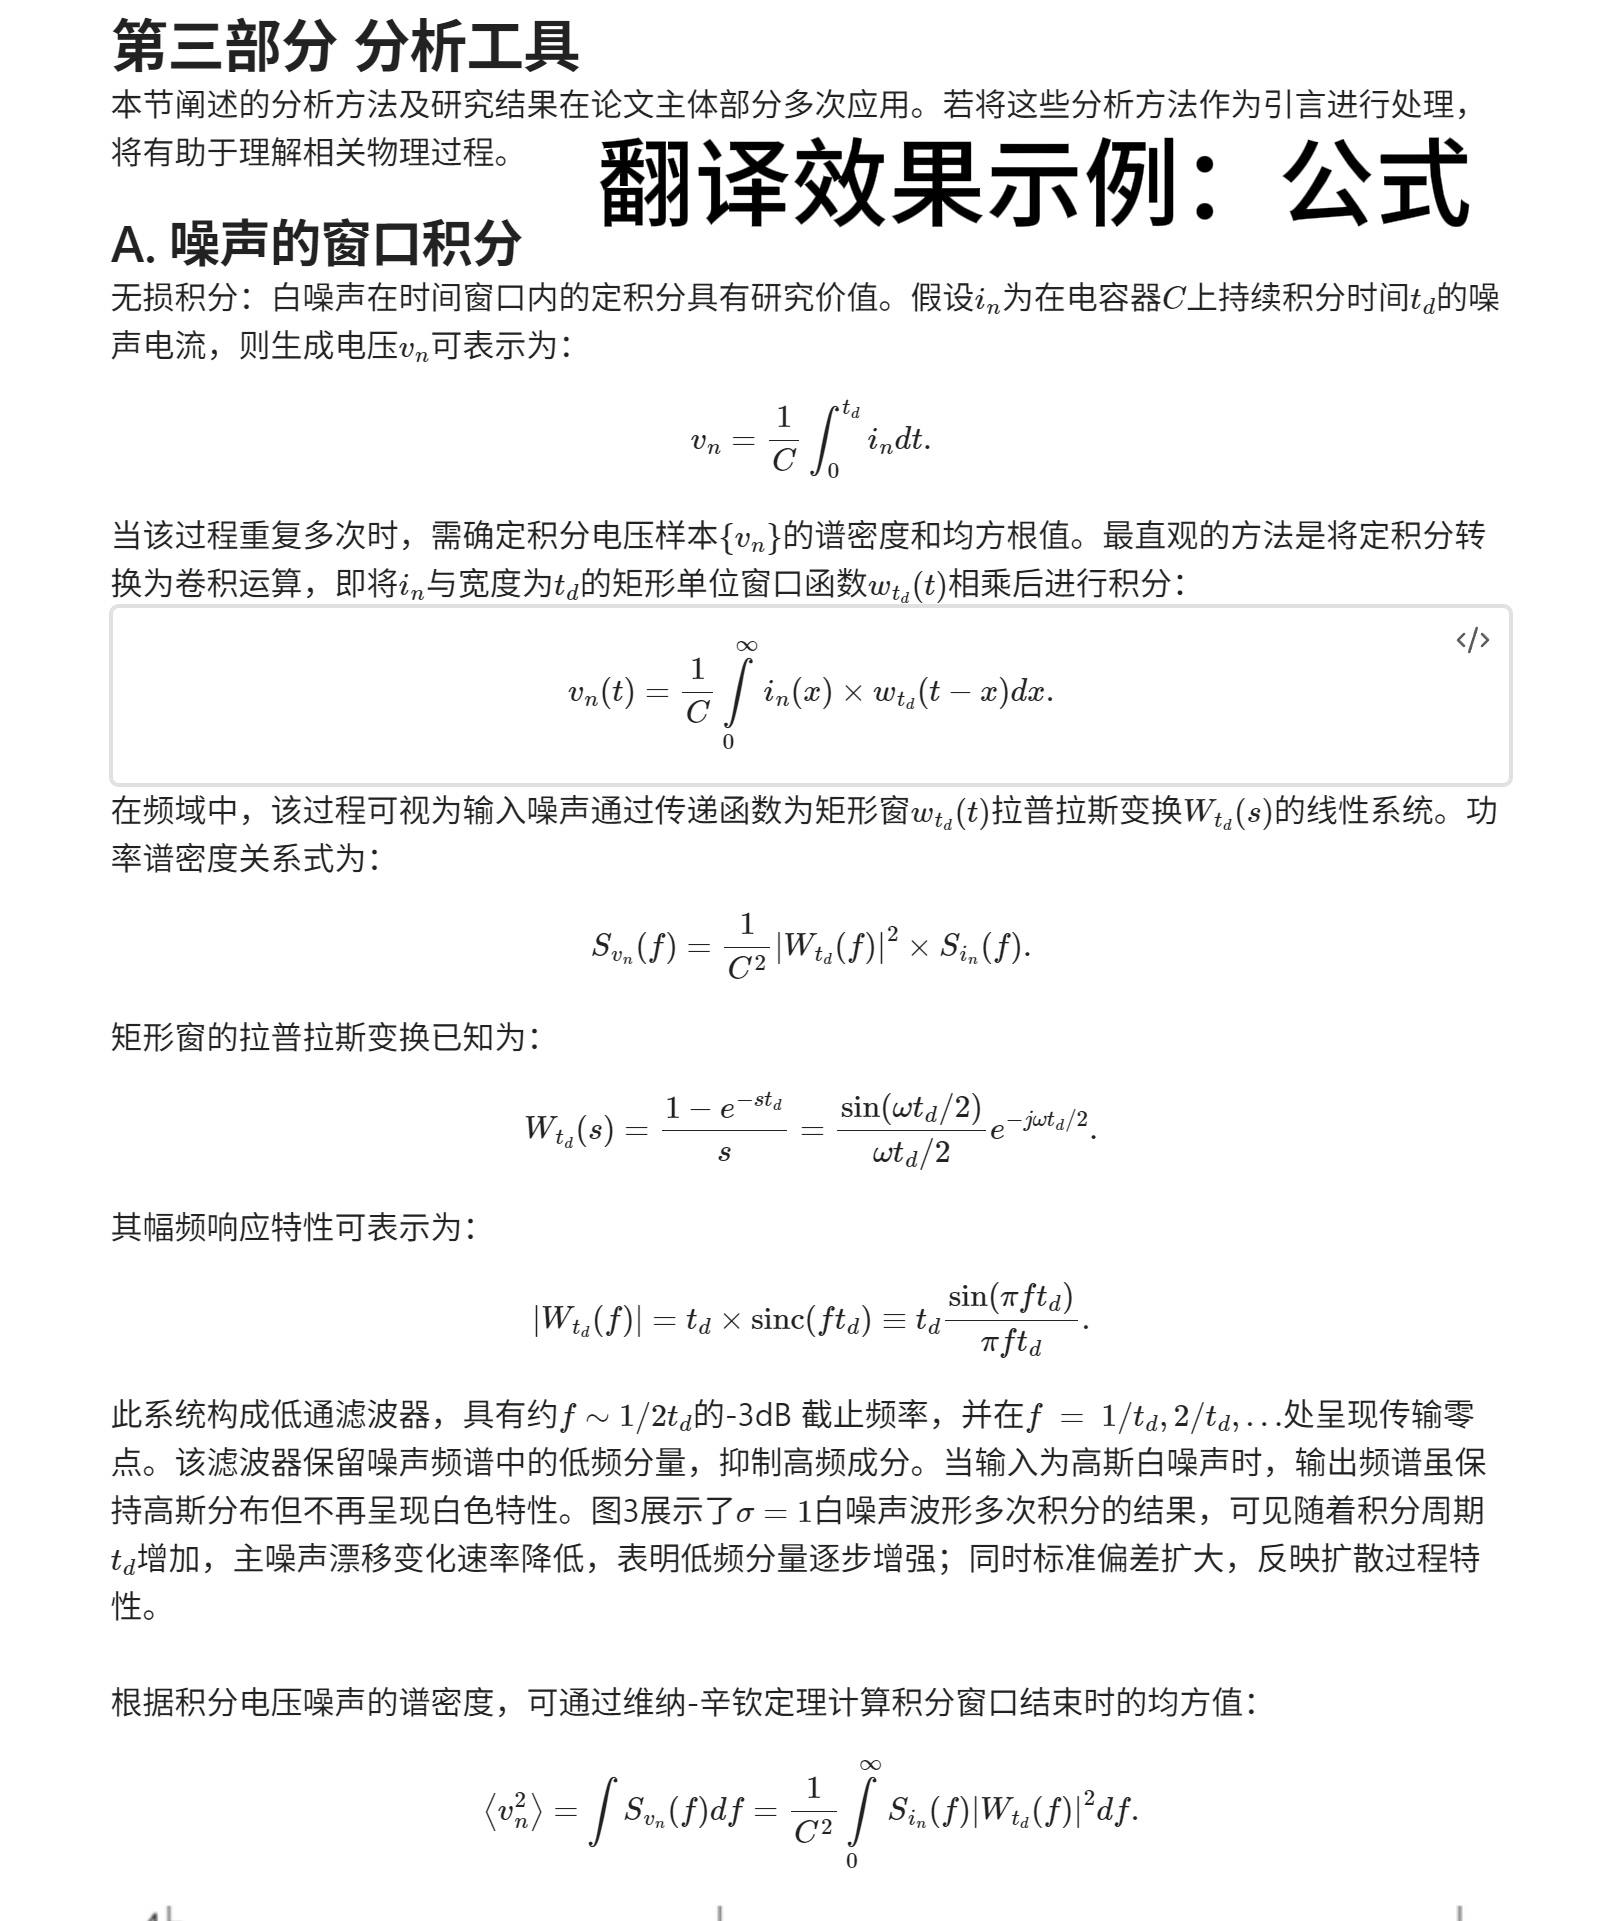 第三部分 分析工具
本节阐述的分析方法及研究结果在论文主体部分多次应用。若将这些分析方法作为引言进行处理，
将有助于理解相关物理过程。
翻译效果示例：公式
A. 噪声的窗口积分
无损积分：白噪声在时间窗口内的定积分具有研究价值。假设$i_n$为在电容器$C$上持续积分时间$t_d$的噪
声电流，则生成电压$v_n$可表示为：
$v_n = \frac{1}{C} \int_0^{t_d} i_n dt.$
当该过程重复多次时，需确定积分电压样本$\{v_n\}$的谱密度和均方根值。最直观的方法是将定积分转
换为卷积运算，即将$i_n$与宽度为$t_d$的矩形单位窗口函数$w_{t_d}(t)$相乘后进行积分：
</>
$v_n(t) = \frac{1}{C} \int\limits_0^{\infty} i_n(x) \times w_{t_d}(t - x) dx.$
在频域中，该过程可视为输入噪声通过传递函数为矩形窗$w_{t_d}(t)$拉普拉斯变换$W_{t_d}(s)$的线性系统。功
率谱密度关系式为：
$S_{v_n}(f) = \frac{1}{C^2} |W_{t_d}(f)|^2 \times S_{i_n}(f).$
矩形窗的拉普拉斯变换已知为：
$W_{t_d}(s) = \frac{1 - e^{-st_d}}{s} = \frac{\sin(\omega t_d/2)}{\omega t_d/2} e^{-j\omega t_d/2}.$
其幅频响应特性可表示为：
$|W_{t_d}(f)| = t_d \times \text{sinc}(ft_d) \equiv t_d \frac{\sin(\pi f t_d)}{\pi f t_d}.$
此系统构成低通滤波器，具有约$f \sim 1/2t_d$的-3dB 截止频率，并在$f = 1/t_d, 2/t_d, \ldots$处呈现传输零
点。该滤波器保留噪声频谱中的低频分量，抑制高频成分。当输入为高斯白噪声时，输出频谱虽保
持高斯分布但不再呈现白色特性。图3展示了$\sigma = 1$白噪声波形多次积分的结果，可见随着积分周期
$t_d$增加，主噪声漂移变化速率降低，表明低频分量逐步增强；同时标准偏差扩大，反映扩散过程特
性。
根据积分电压噪声的谱密度，可通过维纳-辛钦定理计算积分窗口结束时的均方值：
$\langle v_n^2 \rangle = \int S_{v_n}(f) df = \frac{1}{C^2} \int\limits_0^{\infty} S_{i_n}(f) |W_{t_d}(f)|^2 df.$